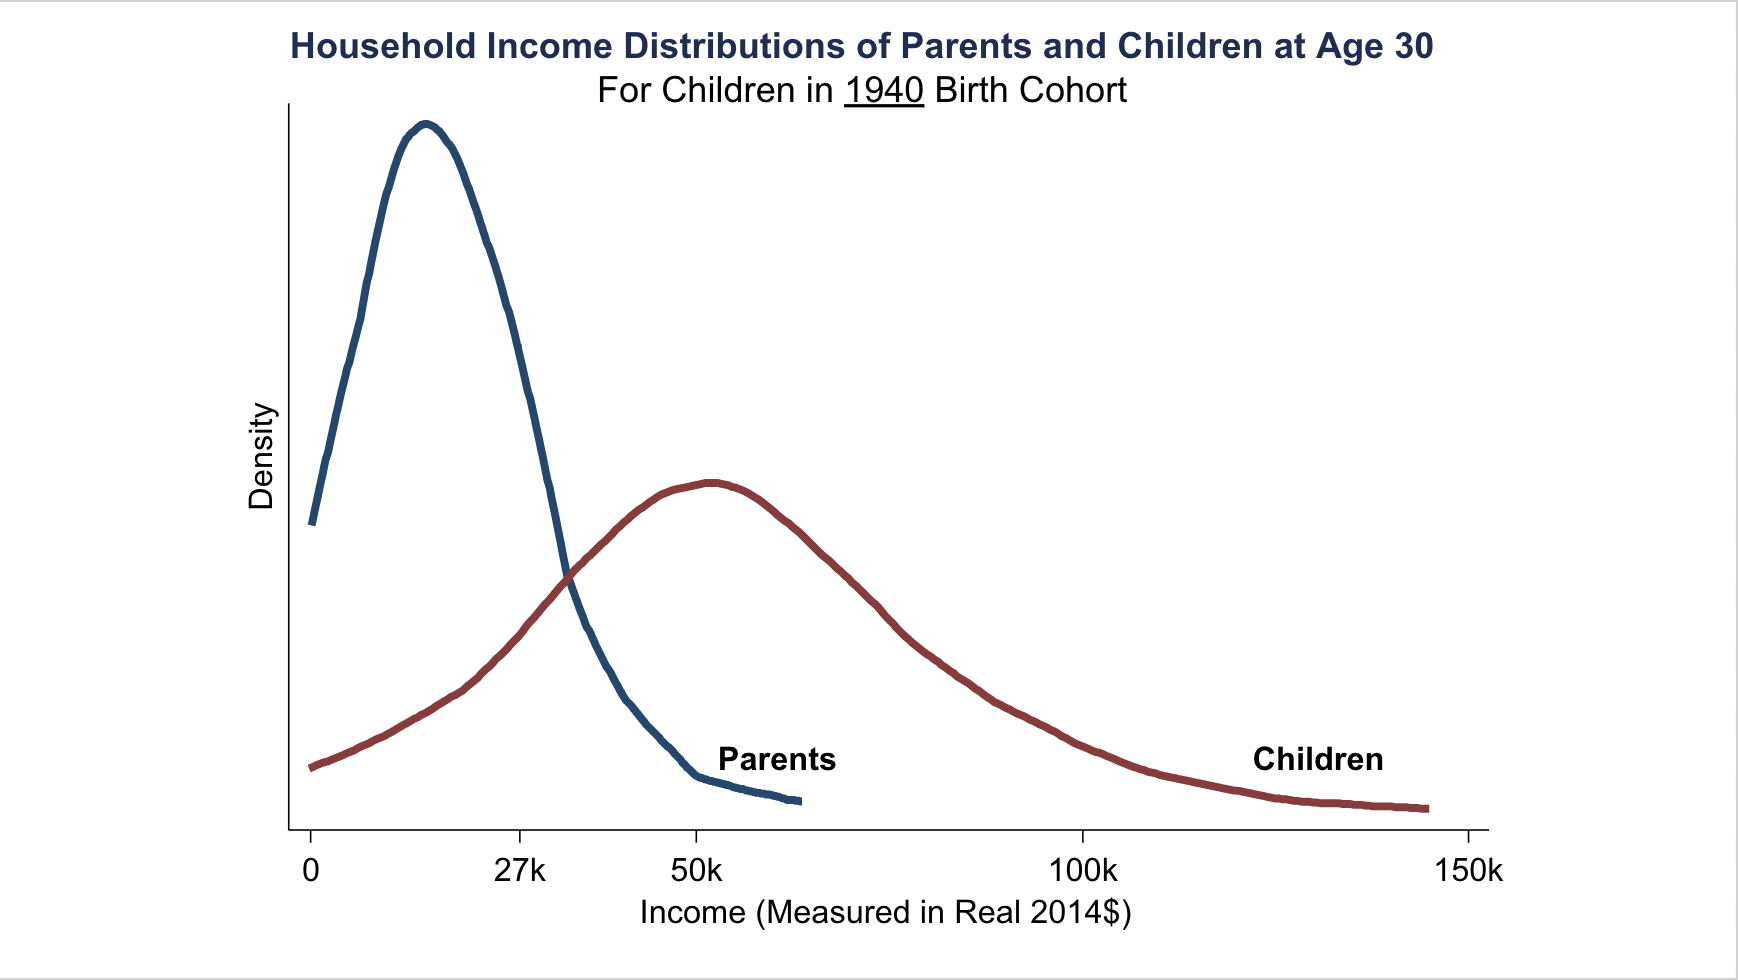 Household Income Distributions of Parents and Children at Age 30
For Children in 1940 Birth Cohort
Density
Parents
Children
0
27k
50k
100k
150k
Income (Measured in Real 2014$)